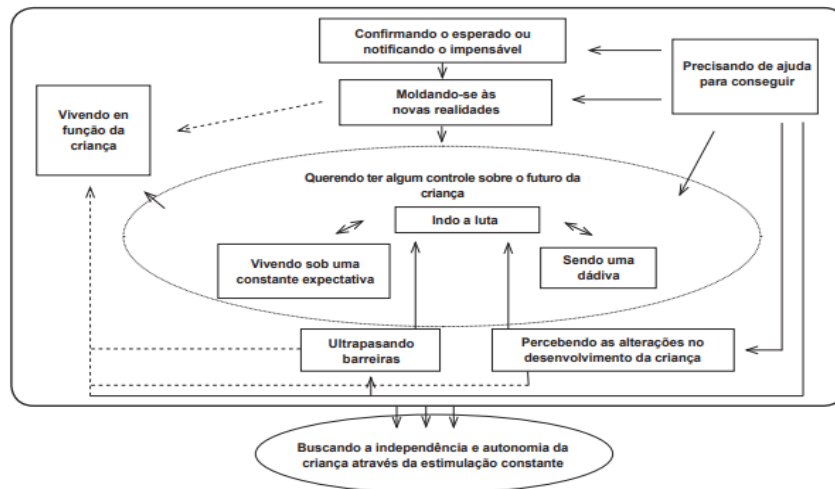 Confirmando o esperado ou
notificando o impensável
Precisando de ajuda
para conseguir
Moldando-se às
novas realidades
Vivendo en
função da
criança
Querendo ter algum controle sobre o futuro da
criança
Indo a luta
Vivendo sob uma
constante expectativa
Sendo uma
dádiva
Ultrapasando
barreiras
Percebendo as alterações no
desenvolvimento da criança
Buscando a independência e autonomia da
criança através da estimulação constante